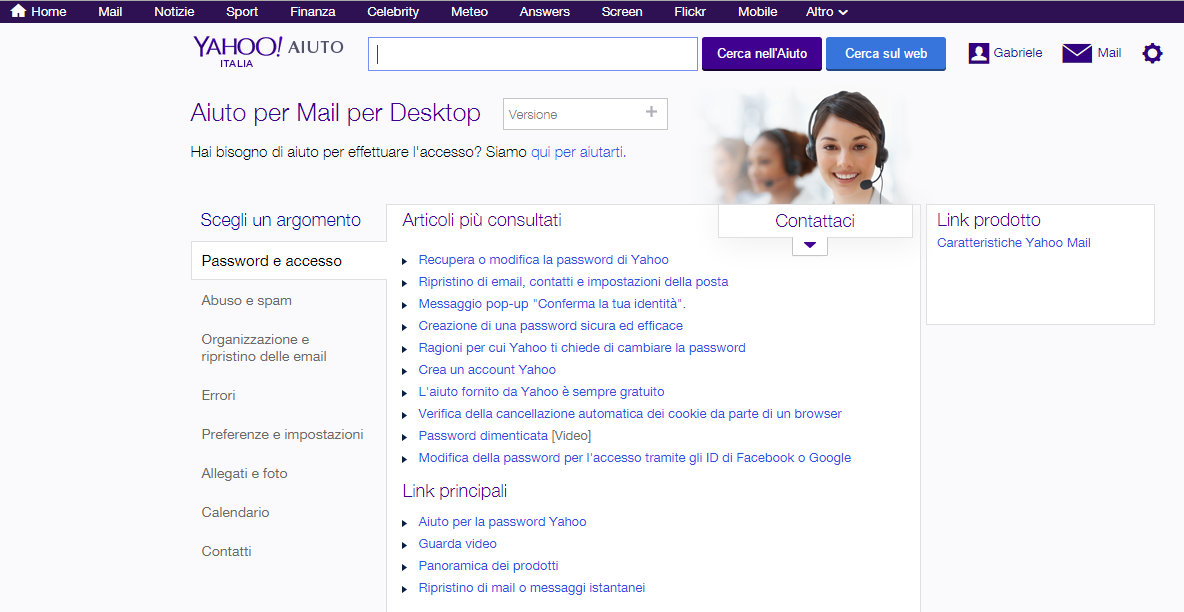 Home Mail Notizie Sport Finanza Celebrity Meteo Answers Screen Flickr Mobile Altro
YAHOO! AIUTO
ITALIA
Cerca nell'Aiuto
Cerca sul web
Gabriele
Mail
Aiuto per Mail per Desktop
Versione +
Hai bisogno di aiuto per effettuare l'accesso? Siamo qui per aiutarti.
Scegli un argomento
Password e accesso
Abuso e spam
Organizzazione e
ripristino delle email
Errori
Preferenze e impostazioni
Allegati e foto
Calendario
Contatti
Articoli più consultati
Recupera o modifica la password di Yahoo
Ripristino di email, contatti e impostazioni della posta
Messaggio pop-up "Conferma la tua identità".
Creazione di una password sicura ed efficace
Ragioni per cui Yahoo ti chiede di cambiare la password
Crea un account Yahoo
L'aiuto fornito da Yahoo è sempre gratuito
Verifica della cancellazione automatica dei cookie da parte di un browser
Password dimenticata [Video]
Modifica della password per l'accesso tramite gli ID di Facebook o Google
Link principali
Aiuto per la password Yahoo
Guarda video
Panoramica dei prodotti
Ripristino di mail o messaggi istantanei
Contattaci
Link prodotto
Caratteristiche Yahoo Mail